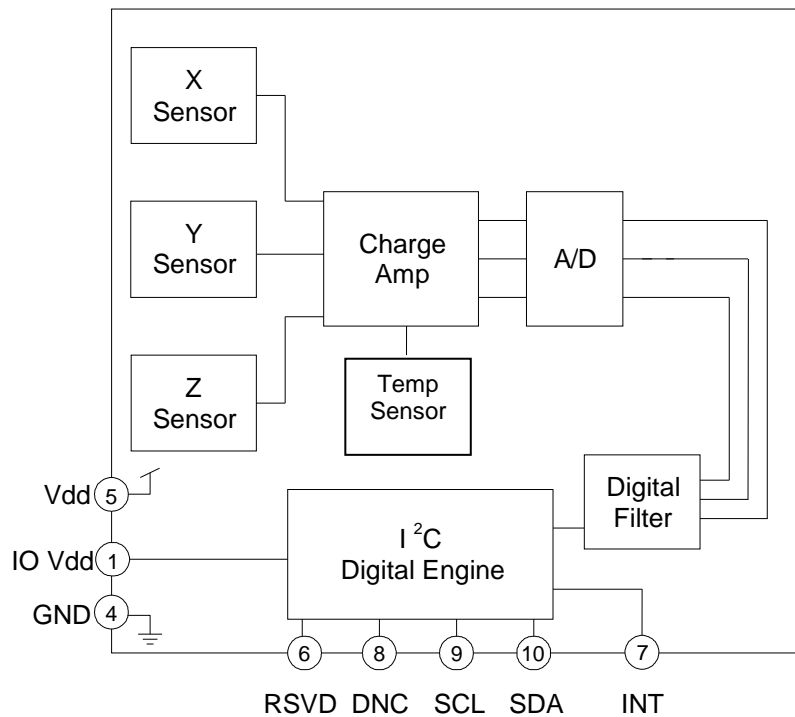 X
Sensor
Y
Sensor
Charge
Amp
A/D
Z
Sensor
Temp
Sensor
Vdd
5
Digital
Filter
I ²C
Digital Engine
IO Vdd
1
GND
4
6
8
9
10
7
RSVD
DNC
SCL
SDA
INT